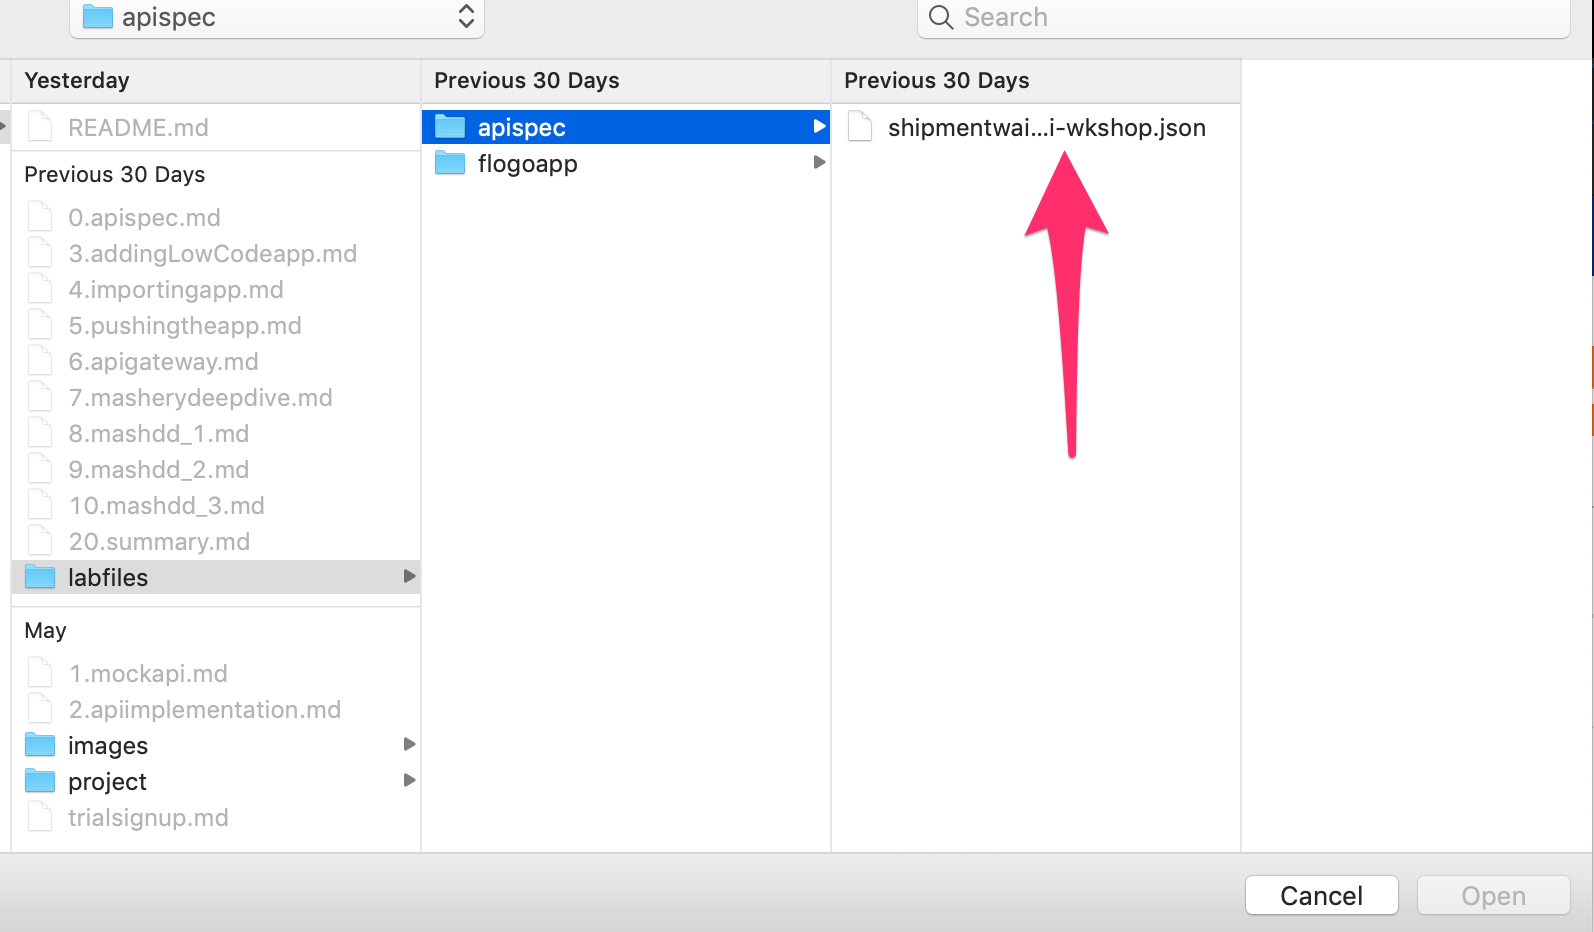 apispec
Search
Yesterday
README.md
Previous 30 Days
0.apispec.md
3.addingLowCodeapp.md
4.importingapp.md
5.pushingtheapp.md
6.apigateway.md
7.masherydeepdive.md
8.mashdd_1.md
9.mashdd_2.md
10.mashdd_3.md
20.summary.md
labfiles
May
1.mockapi.md
2.apiimplementation.md
images
project
trialsignup.md
Previous 30 Days
apispec
flogoapp
Previous 30 Days
shipmentwai...i-wkshop.json
Cancel
Open